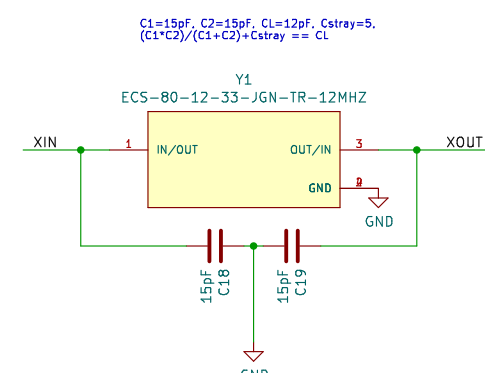 C1=15pF, C2=15pF, CL=12pF, Cstray=5,
(C1*C2)/(C1+C2)+Cstray == CL
Y1
ECS-80-12-33-JGN-TR-12MHZ
XIN
1
IN/OUT
OUT/IN
3
XOUT
GND
GND
15pF
C18
15pF
C19
GND